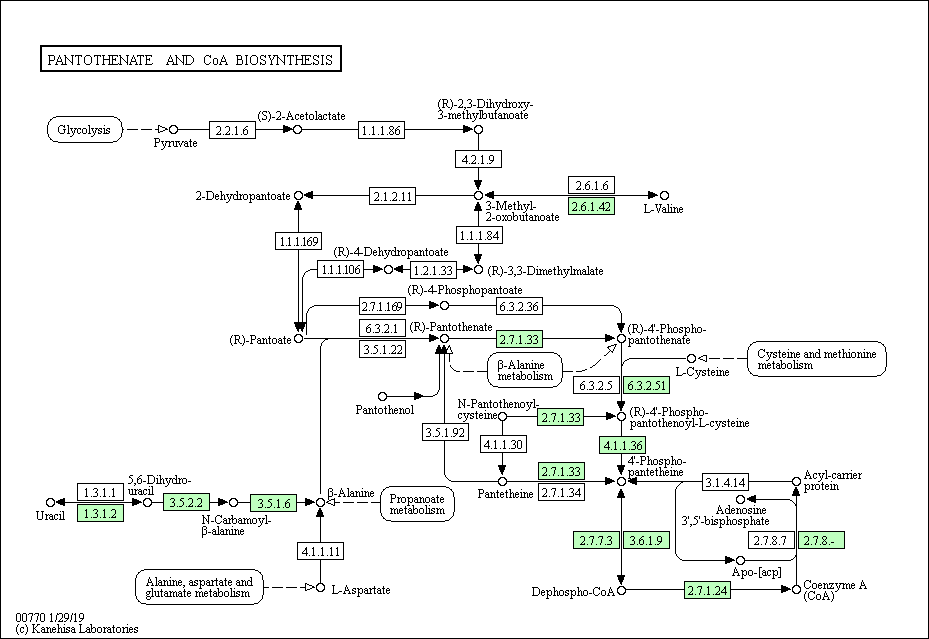 PANTOTHENATE AND CoA BIOSYNTHESIS
(R)-2,3-Dihydroxy-
3-methylbutanoate
(S)-2-Acetolactate
Glycolysis
2.2.1.6
1.1.1.86
Pyruvate
4.2.1.9
2.6.1.6
2-Dehydropantoate
2.1.2.11
3-Methyl-
2-oxobutanoate
2.6.1.42
L-Valine
1.1.1.169
1.1.1.84
(R)-4-Dehydropantoate
1.1.1.106
1.2.1.33
(R)-3,3-Dimethylmalate
(R)-4-Phosphopantoate
2.7.1.169
6.3.2.36
6.3.2.1
(R)-Pantothenate
(R)-4'-Phospho-
pantothenate
(R)-Pantoate
2.7.1.33
3.5.1.22
β-Alanine
metabolism
Cysteine and methionine
metabolism
L-Cysteine
6.3.2.5
6.3.2.51
Pantothenol
N-Pantothenoyl-
cysteine
2.7.1.33
(R)-4'-Phospho-
pantothenoyl-L-cysteine
3.5.1.92
4.1.1.30
4.1.1.36
4'-Phospho-
pantetheine
2.7.1.33
Pantetheine
2.7.1.34
3.1.4.14
Acyl-carrier
protein
5,6-Dihydro-
uracil
1.3.1.1
Uracil
1.3.1.2
3.5.2.2
N-Carbamoyl-
β-alanine
3.5.1.6
β-Alanine
Propanoate
metabolism
Adenosine
3',5'-bisphosphate
2.7.7.3
3.6.1.9
2.7.8.7
2.7.8.-
4.1.1.11
Apo-[acp]
Alanine, aspartate and
glutamate metabolism
L-Aspartate
Dephospho-CoA
2.7.1.24
Coenzyme A
(CoA)
00770 1/29/19
(c) Kanehisa Laboratories